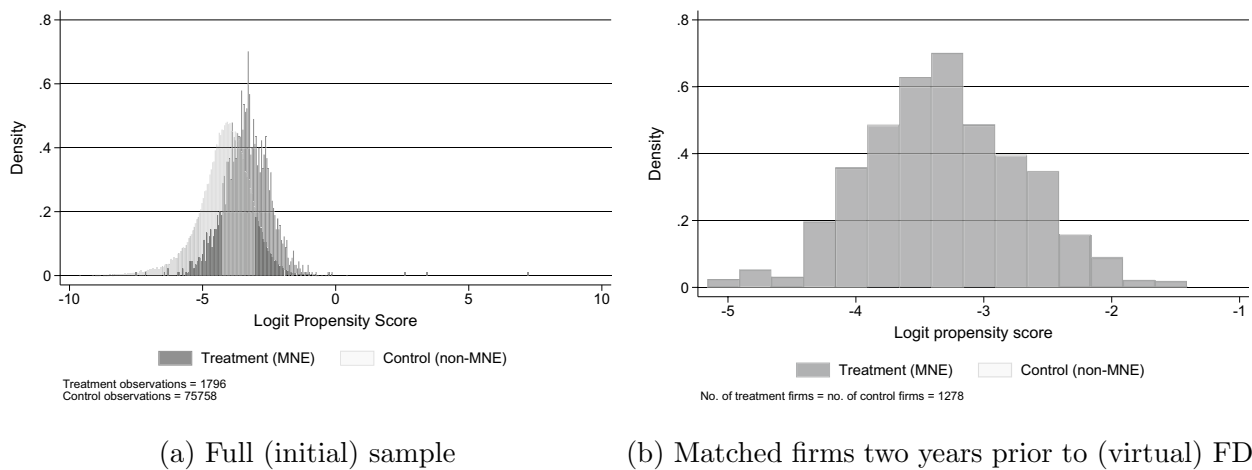 .8
.8
.6
.6
.4
.4
.2
.2
0
0
Density
Density
-10 -5 0 5 10
-5 -4 -3 -2 -1
Logit Propensity Score
Logit propensity score
Treatment (MNE) Control (non-MNE)
Treatment (MNE) Control (non-MNE)
Treatment observations = 1796
Control observations = 75758
No. of treatment firms = no. of control firms = 1278
(a) Full (initial) sample
(b) Matched firms two years prior to (virtual) FD